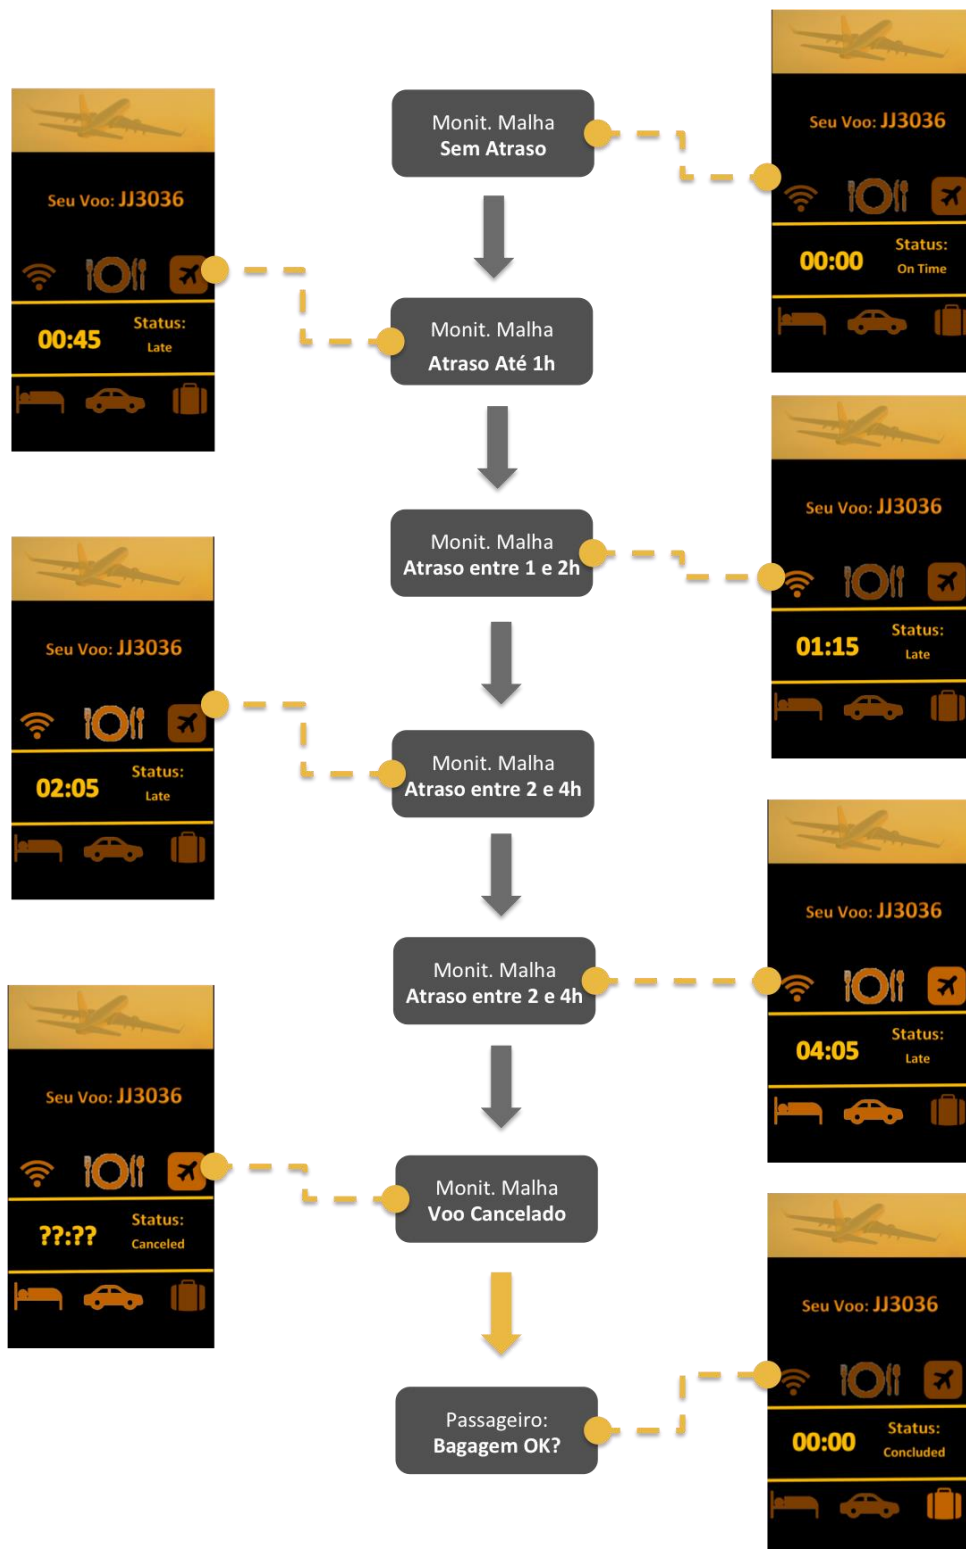 Monit. Malha
Sem Atraso
Seu Voo: JJ3036
00:00
Status:
On Time
Seu Voo: JJ3036
00:45
Status:
Late
Monit. Malha
Atraso Até 1h
Monit. Malha
Atraso entre 1 e 2h
Seu Voo: JJ3036
01:15
Status:
Late
Seu Voo: JJ3036
02:05
Status:
Late
Monit. Malha
Atraso entre 2 e 4h
Monit. Malha
Atraso entre 2 e 4h
Seu Voo: JJ3036
04:05
Status:
Late
Seu Voo: JJ3036
??:??
Status:
Canceled
Monit. Malha
Voo Cancelado
Passageiro:
Bagagem OK?
Seu Voo: JJ3036
00:00
Status:
Concluded